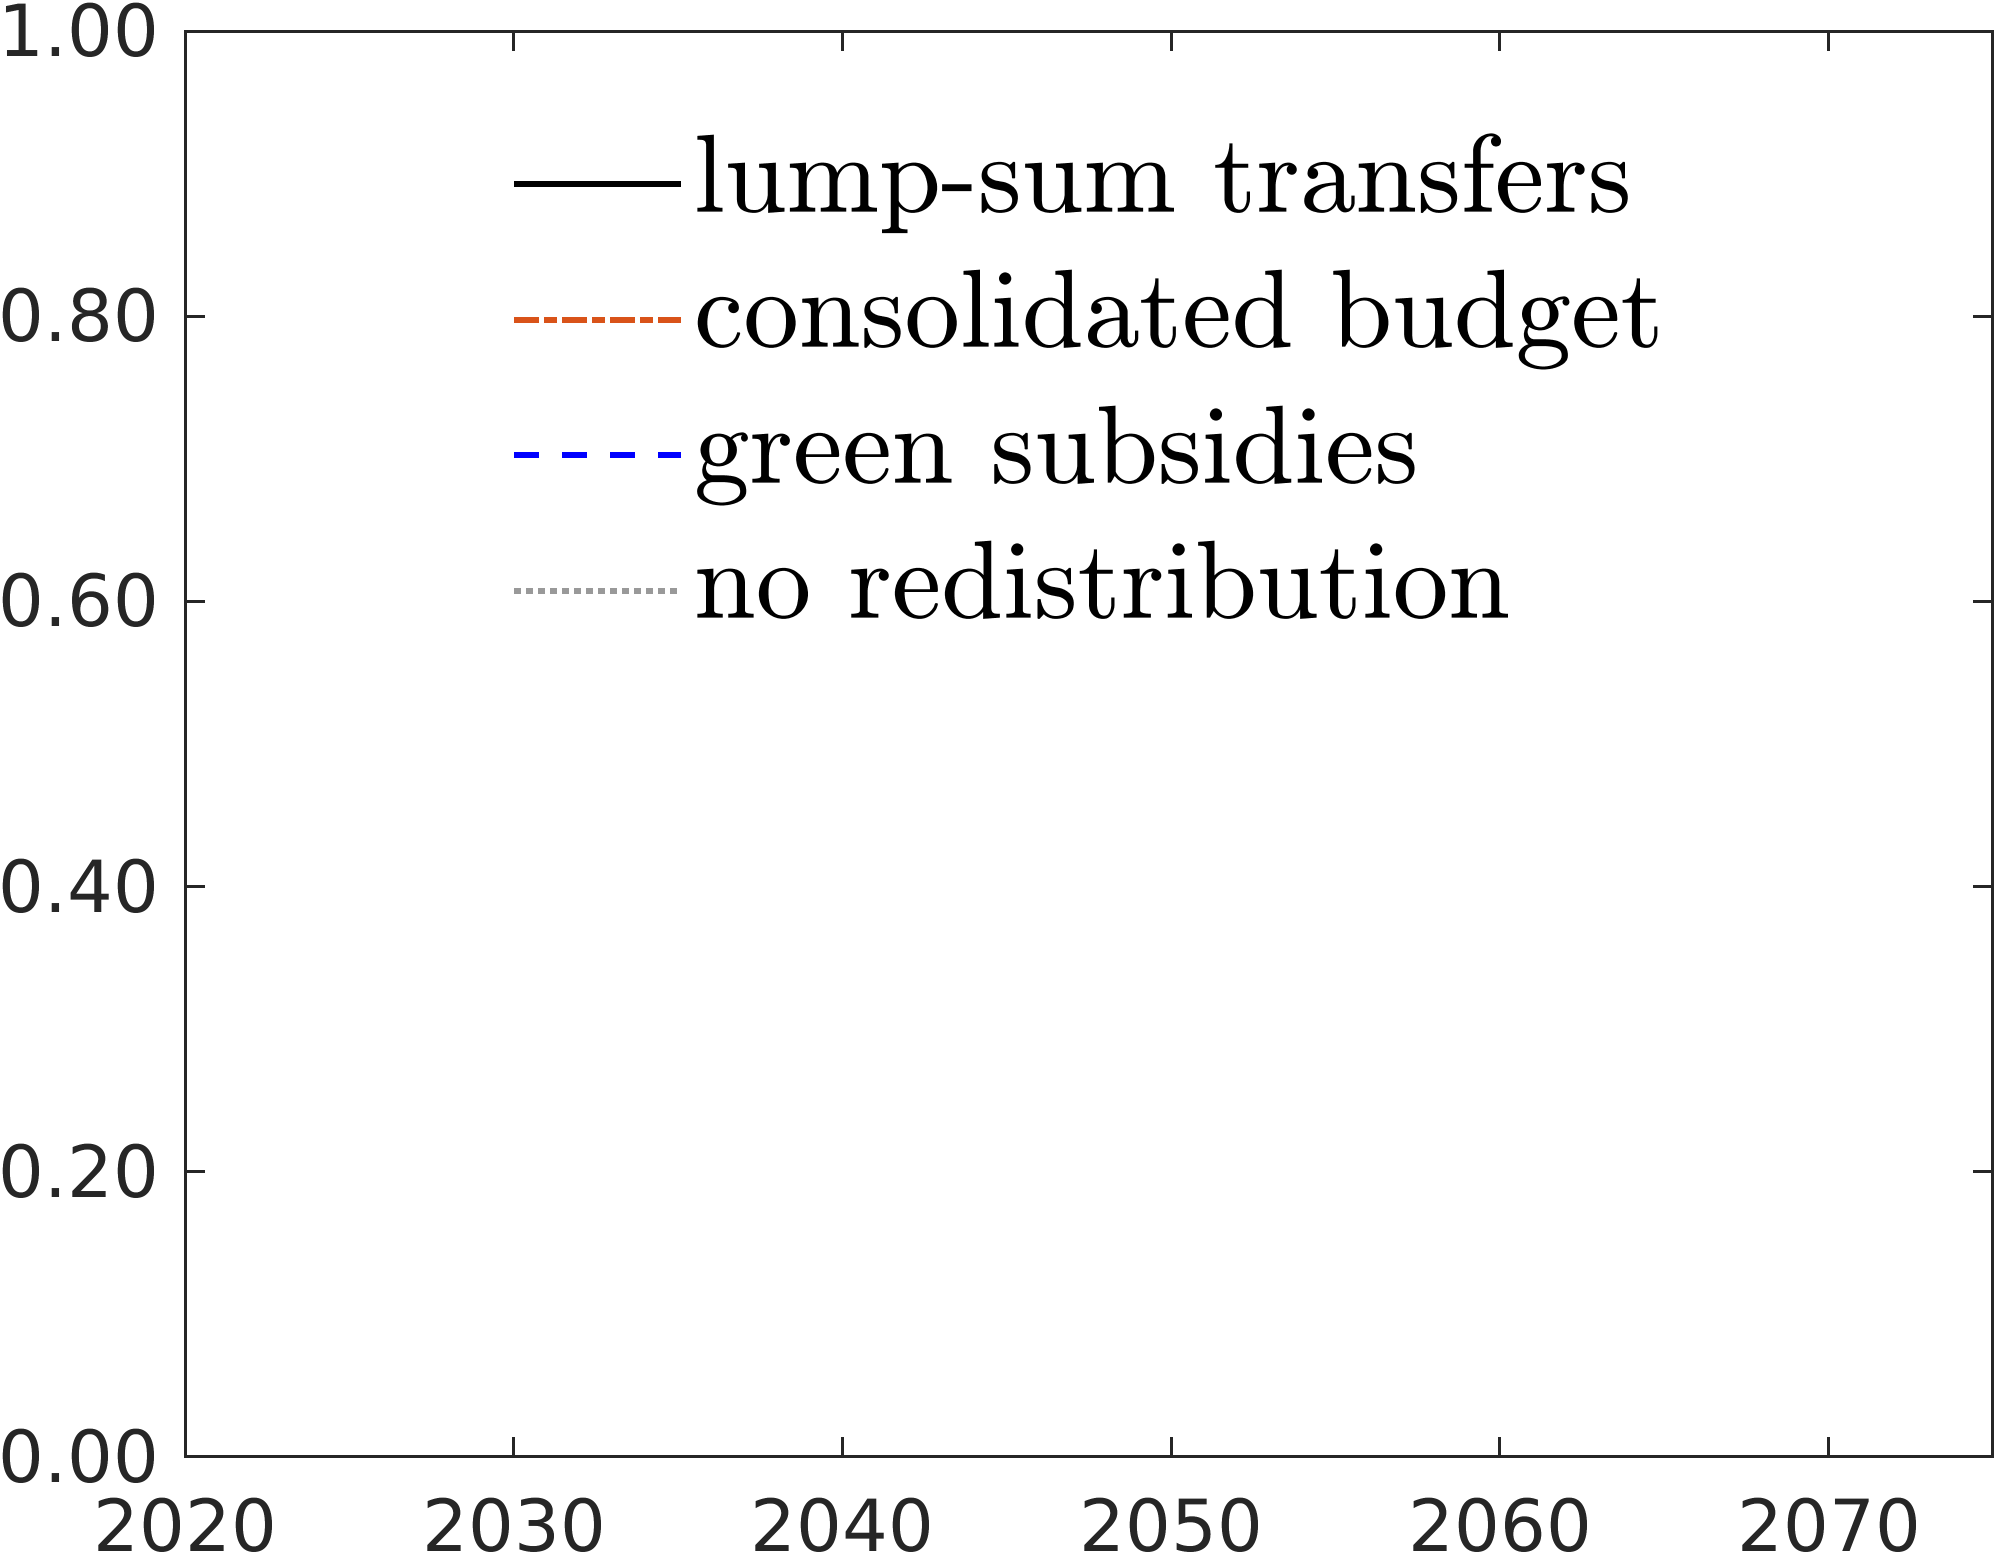 1.00
lump-sum transfers
consolidated budget
0.80
green subsidies
no redistribution
0.60
0.40
0.20
0.00
2020 2030 2040 2050 2060 2070